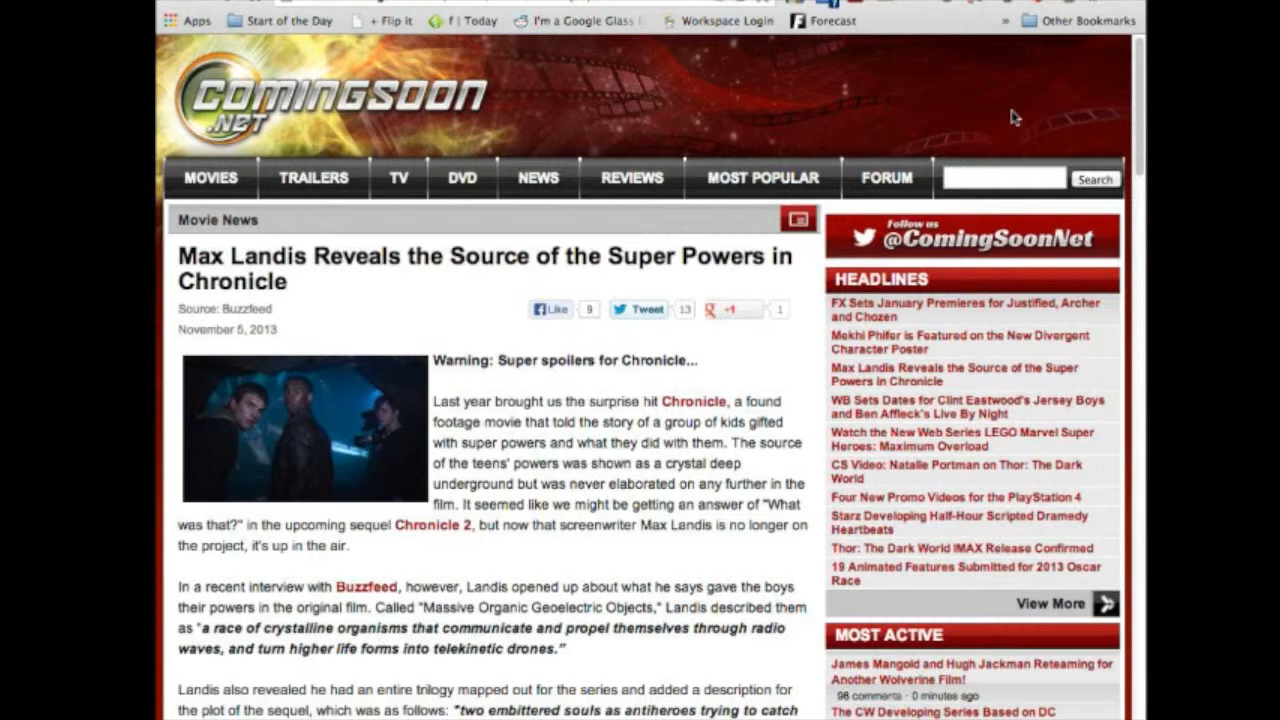 Apps Start of the Day + Flip it f | Today I'm a Google Glass E Workspace Login Forecast » Other Bookmarks
COMINGSOON
.NET
MOVIES TRAILERS TV DVD NEWS REVIEWS MOST POPULAR FORUM Search
Movie News
Max Landis Reveals the Source of the Super Powers in
Chronicle
Source: Buzzfeed
Like 9 Tweet 13 +1 1
November 5, 2013
Warning: Super spoilers for Chronicle...
Last year brought us the surprise hit Chronicle, a found
footage movie that told the story of a group of kids gifted
with super powers and what they did with them. The source
of the teens' powers was shown as a crystal deep
underground but was never elaborated on any further in the
film. It seemed like we might be getting an answer of "What
was that?" in the upcoming sequel Chronicle 2, but now that screenwriter Max Landis is no longer on
the project, it's up in the air.
In a recent interview with Buzzfeed, however, Landis opened up about what he says gave the boys
their powers in the original film. Called "Massive Organic Geoelectric Objects," Landis described them
as "a race of crystalline organisms that communicate and propel themselves through radio
waves, and turn higher life forms into telekinetic drones."
Landis also revealed he had an entire trilogy mapped out for the series and added a description for
the plot of the sequel, which was as follows: "two embittered souls as antiheroes trying to catch
Follow us
@ComingSoonNet
HEADLINES
FX Sets January Premieres for Justified, Archer
and Chozen
Mekhi Phifer is Featured on the New Divergent
Character Poster
Max Landis Reveals the Source of the Super
Powers in Chronicle
WB Sets Dates for Clint Eastwood's Jersey Boys
and Ben Affleck's Live By Night
Watch the New Web Series LEGO Marvel Super
Heroes: Maximum Overload
CS Video: Natalie Portman on Thor: The Dark
World
Four New Promo Videos for the PlayStation 4
Starz Developing Half-Hour Scripted Dramedy
Heartbeats
Thor: The Dark World IMAX Release Confirmed
19 Animated Features Submitted for 2013 Oscar
Race
View More
MOST ACTIVE
James Mangold and Hugh Jackman Reteaming for
Another Wolverine Film!
96 comments · 0 minutes ago
The CW Developing Series Based on DC